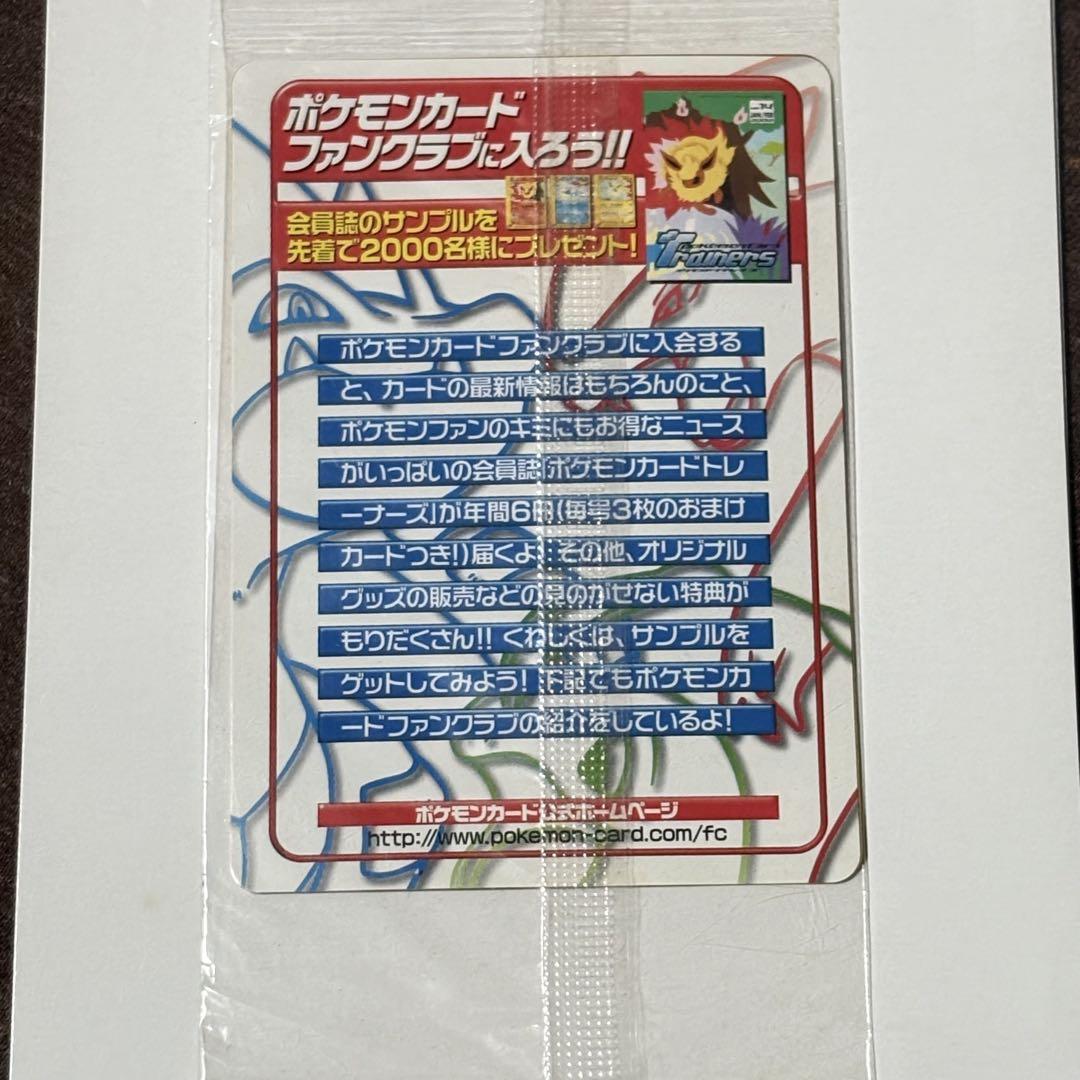 ポケモンカード
ファンクラブに入ろう!!
会員誌のサンプルを
先着で2000名様にプレゼント!
Trainers
ポケモンカードファンクラブに入会する
と、カードの最新情報はもちろんのこと、
ポケモンファンのキミにもお得なニュース
がいっぱいの会員誌「ポケモンカードトレ
ーナーズ」が年間6回(毎号3枚のおまけ
カードつき!)届くよ!その他、オリジナル
グッズの販売などの見のがせない特典が
もりだくさん!! くわしくは、サンプルを
ゲットしてみよう! 下記でもポケモンカ
ードファンクラブの紹介をしているよ!
ポケモンカード公式ホームページ
http://www.pokemon-card.com/fc